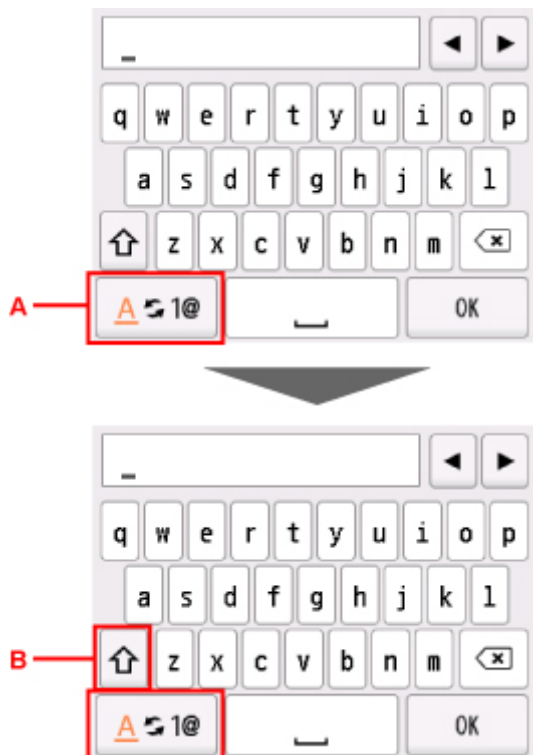 _
q w e r t y u i o p
a s d f g h j k l
z x c v b n m
A A 1@ OK
_
q w e r t y u i o p
a s d f g h j k l
B z x c v b n m
A 1@ OK